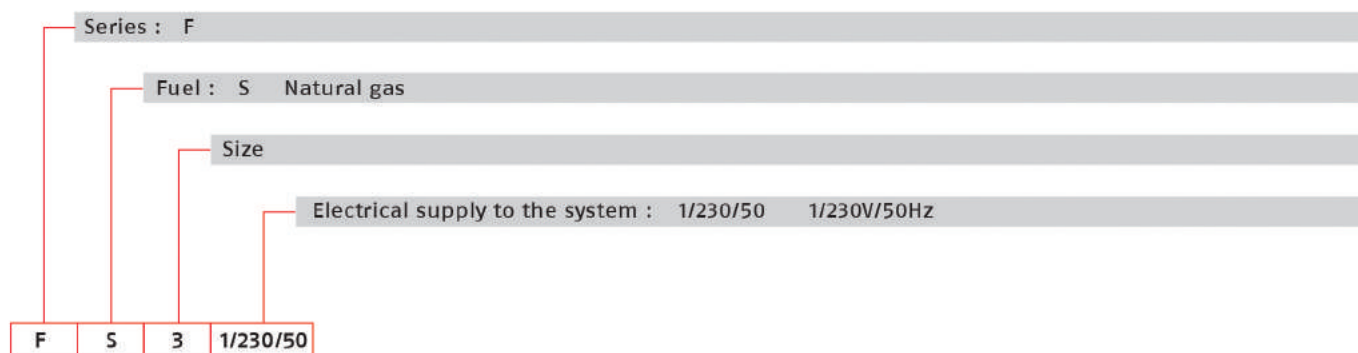 Series : F
Fuel : S Natural gas
Size
Electrical supply to the system : 1/230/50 1/230V/50Hz
F S 3 1/230/50